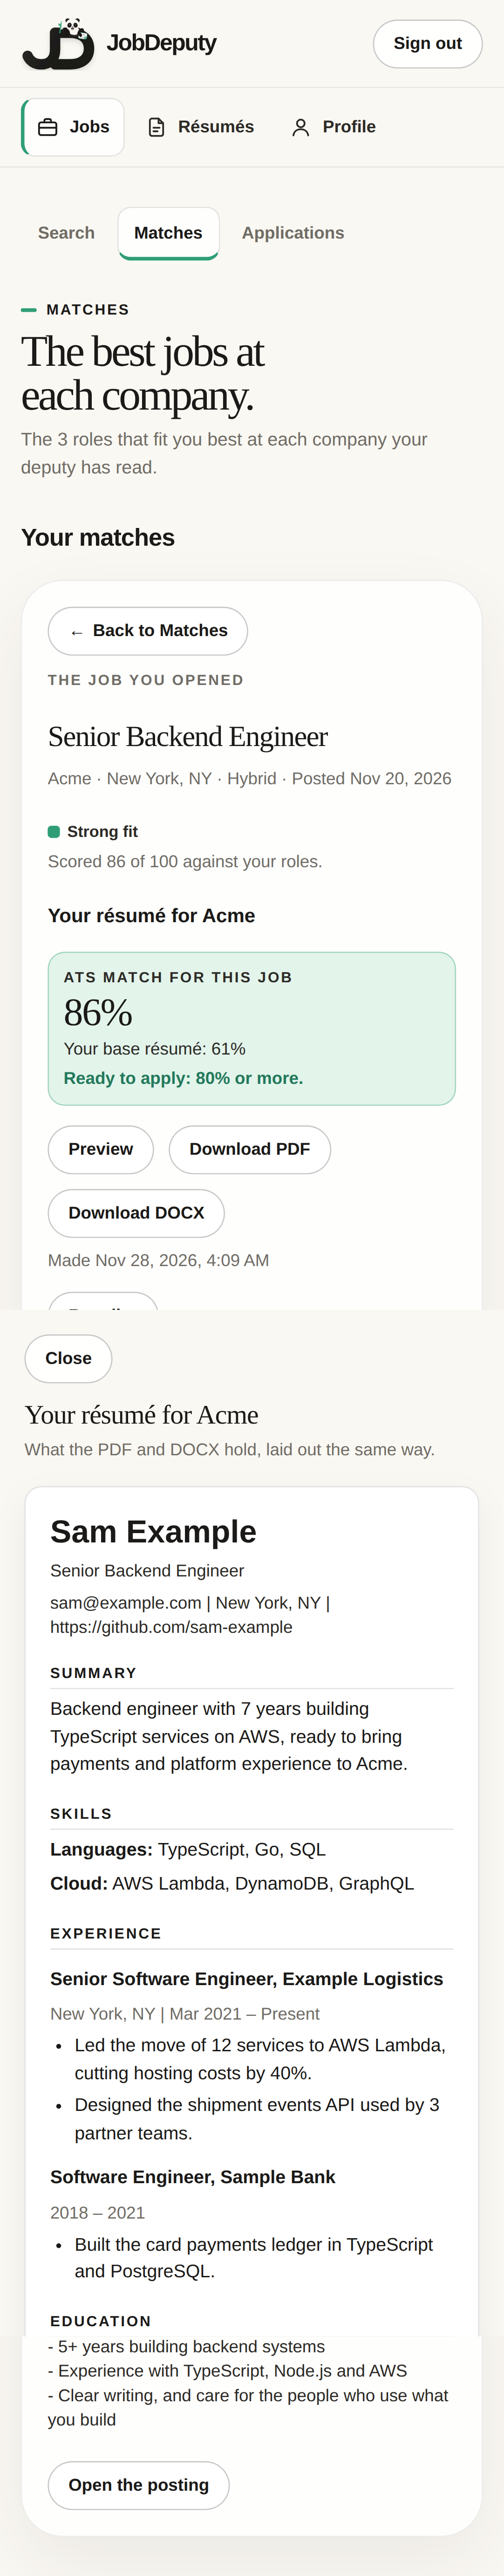 JobDeputy
Sign out
Jobs
Résumés
Profile
Search
Matches
Applications
MATCHES
The best jobs at
each company.
The 3 roles that fit you best at each company your
deputy has read.
Your matches
← Back to Matches
THE JOB YOU OPENED
Senior Backend Engineer
Acme · New York, NY · Hybrid · Posted Nov 20, 2026
Strong fit
Scored 86 of 100 against your roles.
Your résumé for Acme
ATS MATCH FOR THIS JOB
86%
Your base résumé: 61%
Ready to apply: 80% or more.
Preview
Download PDF
Download DOCX
Made Nov 28, 2026, 4:09 AM
Close
Your résumé for Acme
What the PDF and DOCX hold, laid out the same way.
Sam Example
Senior Backend Engineer
sam@example.com | New York, NY |
https://github.com/sam-example
SUMMARY
Backend engineer with 7 years building
TypeScript services on AWS, ready to bring
payments and platform experience to Acme.
SKILLS
Languages: TypeScript, Go, SQL
Cloud: AWS Lambda, DynamoDB, GraphQL
EXPERIENCE
Senior Software Engineer, Example Logistics
New York, NY | Mar 2021 – Present
• Led the move of 12 services to AWS Lambda,
cutting hosting costs by 40%.
• Designed the shipment events API used by 3
partner teams.
Software Engineer, Sample Bank
2018 – 2021
• Built the card payments ledger in TypeScript
and PostgreSQL.
EDUCATION
- 5+ years building backend systems
- Experience with TypeScript, Node.js and AWS
- Clear writing, and care for the people who use what
you build
Open the posting